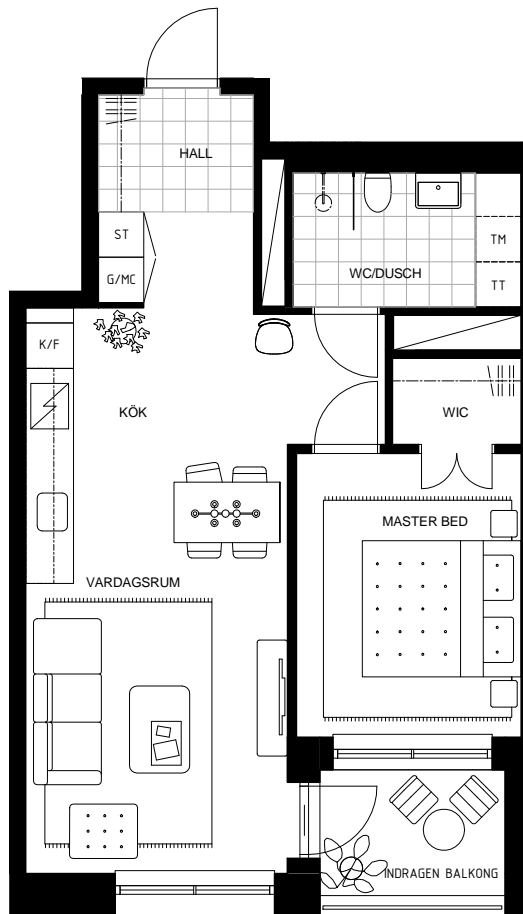 HALL
ST
G/MC
WC/DUSCH
TM
TT
K/F
KÖK
WIC
MASTER BED
VARDAGSRUM
INDRAGEN BALKONG